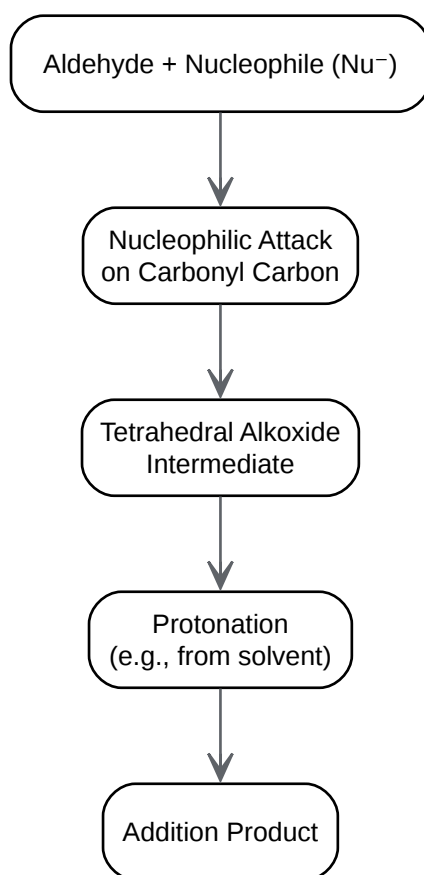 Aldehyde + Nucleophile (Nu⁻)
Nucleophilic Attack
on Carbonyl Carbon
Tetrahedral Alkoxide
Intermediate
Protonation
(e.g., from solvent)
Addition Product